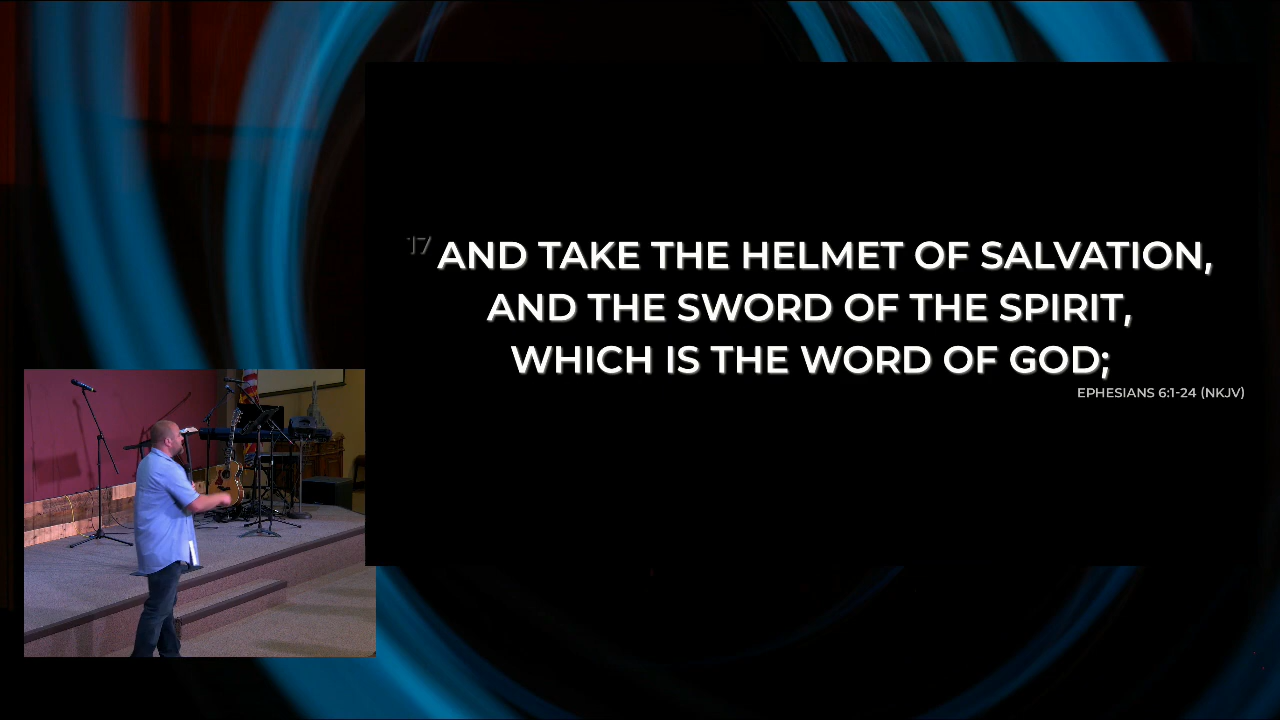 17 AND TAKE THE HELMET OF SALVATION,
AND THE SWORD OF THE SPIRIT,
WHICH IS THE WORD OF GOD;
EPHESIANS 6:1-24 (NKJV)